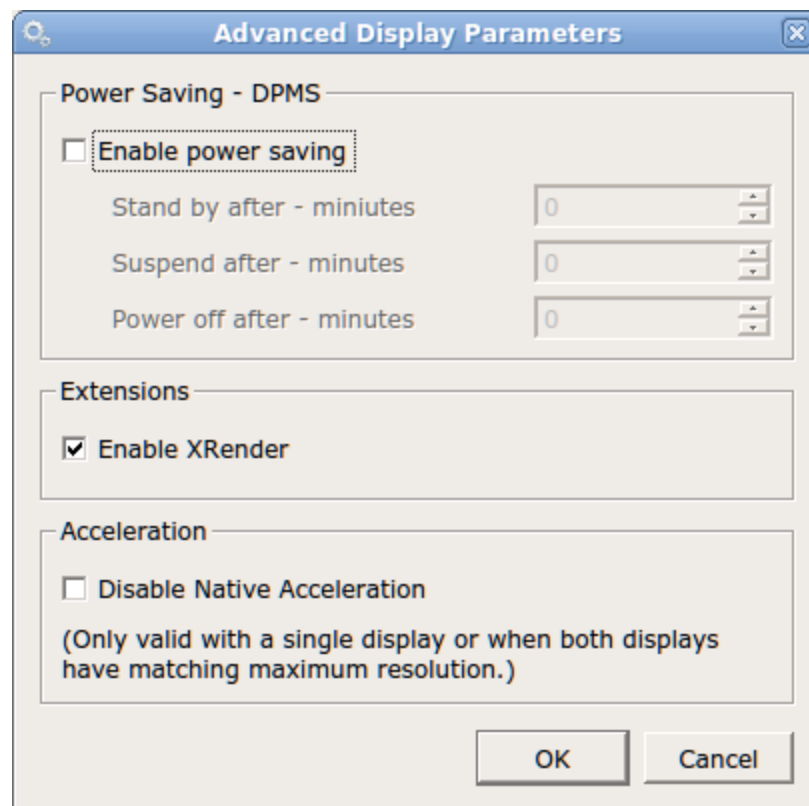 Advanced Display Parameters
Power Saving - DPMS
Enable power saving
Stand by after - miniutes 0
Suspend after - minutes 0
Power off after - minutes 0
Extensions
Enable XRender
Acceleration
Disable Native Acceleration
(Only valid with a single display or when both displays
have matching maximum resolution.)
OK Cancel